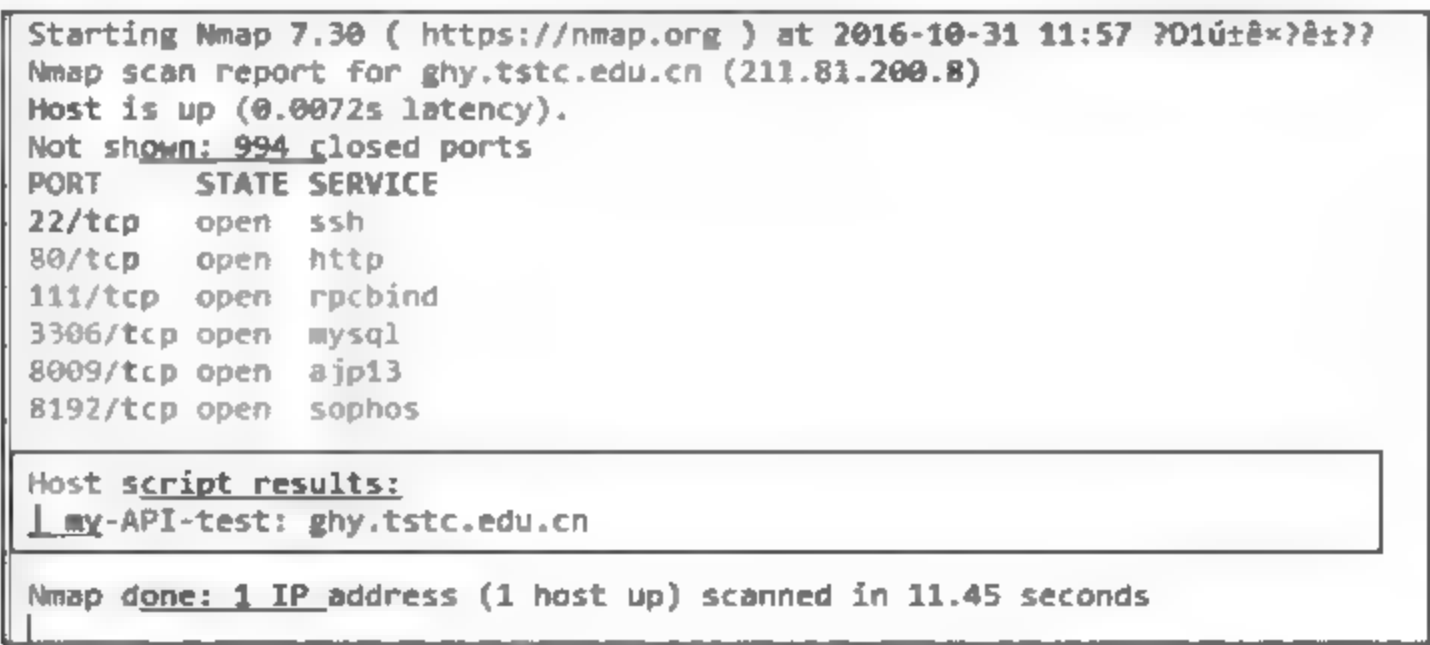 Starting Nmap 7.30 ( https://nmap.org ) at 2016-10-31 11:57 ?D1ú±ê×?ê±??
Nmap scan report for ghy.tstc.edu.cn (211.81.200.8)
Host is up (0.0072s latency).
Not shown: 994 closed ports
PORT     STATE SERVICE
22/tcp   open  ssh
80/tcp   open  http
111/tcp  open  rpcbind
3306/tcp open  mysql
8009/tcp open  ajp13
8192/tcp open  sophos
Host script results:
|_my-API-test: ghy.tstc.edu.cn
Nmap done: 1 IP address (1 host up) scanned in 11.45 seconds